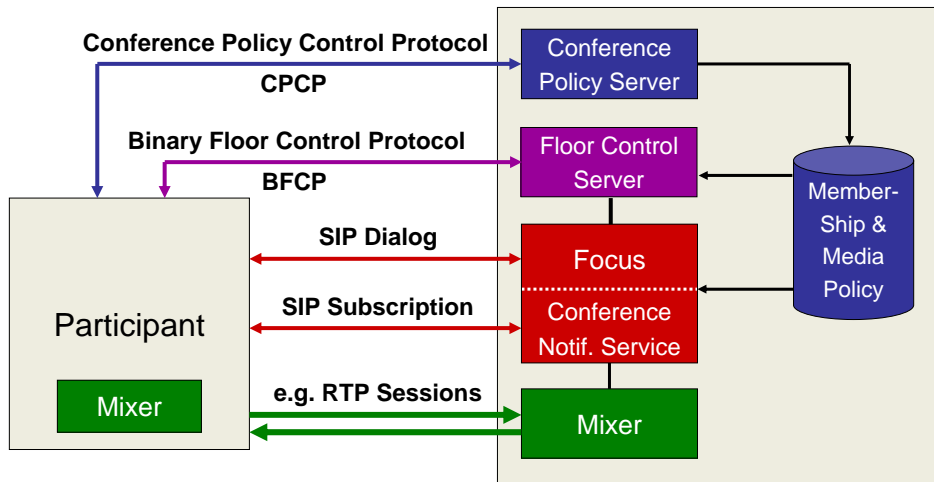 Conference Policy Control Protocol
CPCP
Conference
Policy Server
Binary Floor Control Protocol
BFCP
Floor Control
Server
Member-
Ship &
Media
Policy
SIP Dialog
Focus
SIP Subscription
Conference
Notif. Service
Participant
Mixer
e.g. RTP Sessions
Mixer